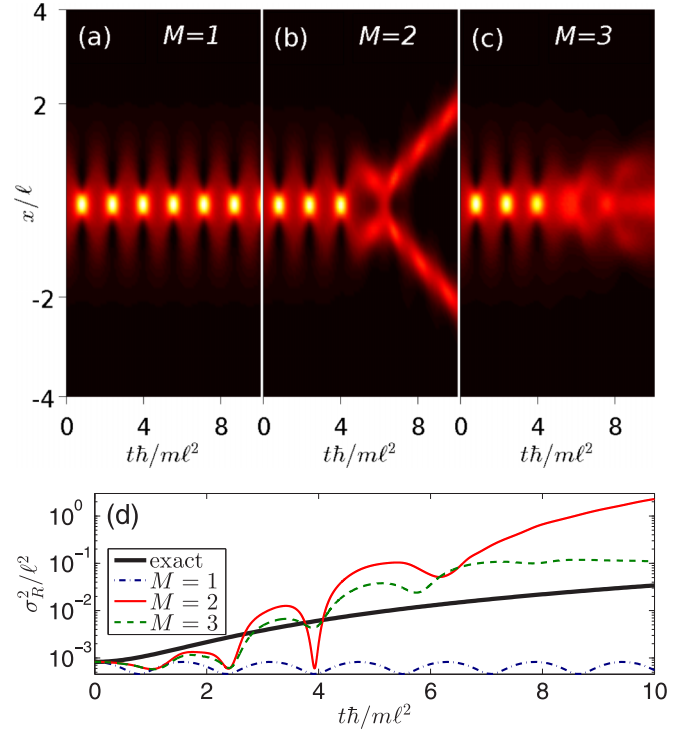 4
(a) M=1
(b) M=2
(c) M=3
2
x/ℓ
-2
-4
0 4 8
0 4 8
0 4 8
tħ/mℓ²
tħ/mℓ²
tħ/mℓ²
(d)
10⁰
10⁻¹
10⁻²
10⁻³
σ²_R/ℓ²
exact
M = 1
M = 2
M = 3
0 2 4 6 8 10
tħ/mℓ²